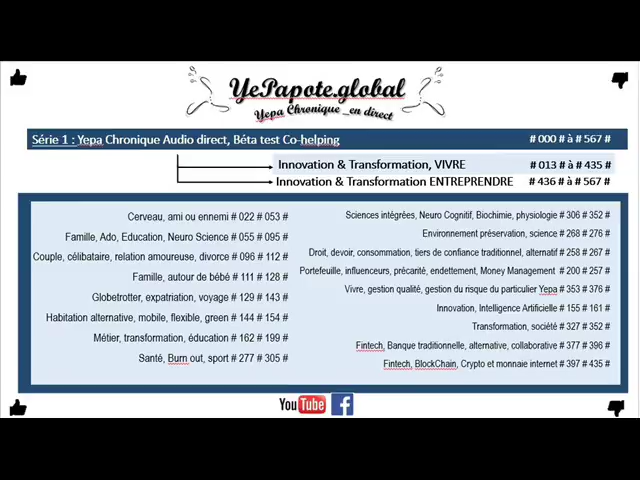 YePapote.global
Yepa Chronique _en direct
Série 1 : Yepa Chronique Audio direct, Béta test Co-helping # 000 # à # 567 #
Innovation & Transformation, VIVRE # 013 # à # 435 #
Innovation & Transformation ENTREPRENDRE # 436 # à # 567 #
Cerveau, ami ou ennemi # 022 # 053 #
Famille, Ado, Education, Neuro Science # 055 # 095 #
Couple, célibataire, relation amoureuse, divorce # 096 # 112 #
Famille, autour de bébé # 111 # 128 #
Globetrotter, expatriation, voyage # 129 # 143 #
Habitation alternative, mobile, flexible, green # 144 # 154 #
Métier, transformation, éducation # 162 # 199 #
Santé, Burn out, sport # 277 # 305 #
Sciences intégrées, Neuro Cognitif, Biochimie, physiologie # 306 # 352 #
Environnement préservation, science # 268 # 276 #
Droit, devoir, consommation, tiers de confiance traditionnel, alternatif # 258 # 267 #
Portefeuille, influenceurs, précarité, endettement, Money Management # 200 # 257 #
Vivre, gestion qualité, gestion du risque du particulier Yepa # 353 # 376 #
Innovation, Intelligence Artificielle # 155 # 161 #
Transformation, société # 327 # 352 #
Fintech, Banque traditionnelle, alternative, collaborative # 377 # 396 #
Fintech, BlockChain, Crypto et monnaie internet # 397 # 435 #
YouTube f